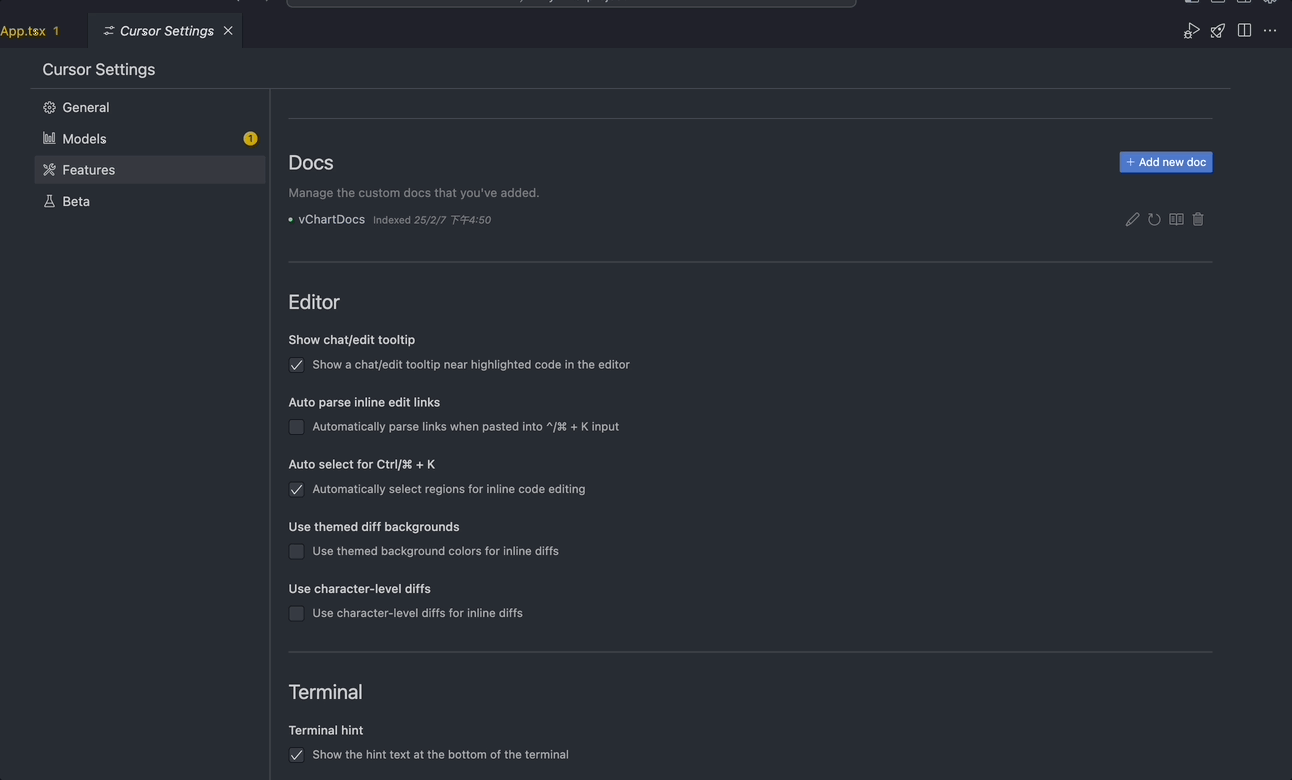 App.tsx 1
Cursor Settings
Cursor Settings
General
Models 1
Features
Beta
Docs
Add new doc
Manage the custom docs that you've added.
vChartDocs Indexed 25/2/7 下午4:50
Editor
Show chat/edit tooltip
Show a chat/edit tooltip near highlighted code in the editor
Auto parse inline edit links
Automatically parse links when pasted into ^/⌘ + K input
Auto select for Ctrl/⌘ + K
Automatically select regions for inline code editing
Use themed diff backgrounds
Use themed background colors for inline diffs
Use character-level diffs
Use character-level diffs for inline diffs
Terminal
Terminal hint
Show the hint text at the bottom of the terminal